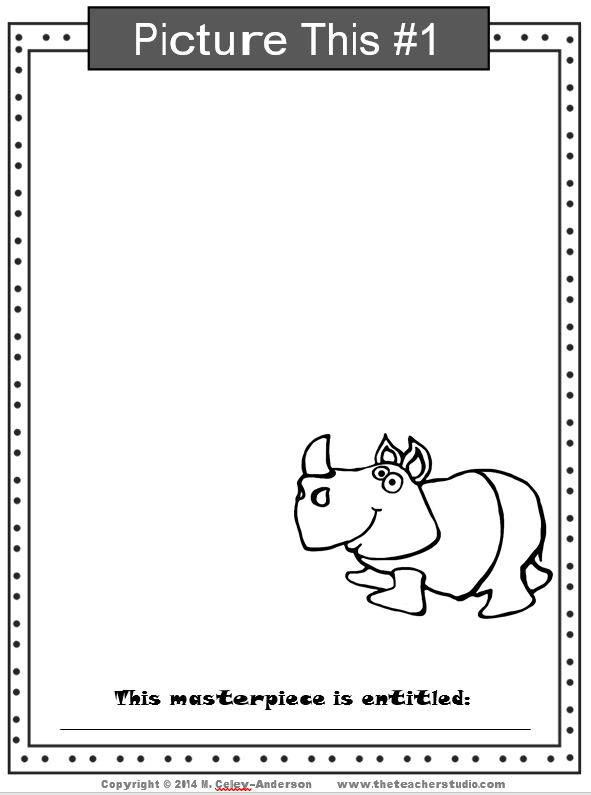 Picture This #1
This masterpiece is entitled:
Copyright © 2014 M. Celey-Anderson www.theteacherstudio.com